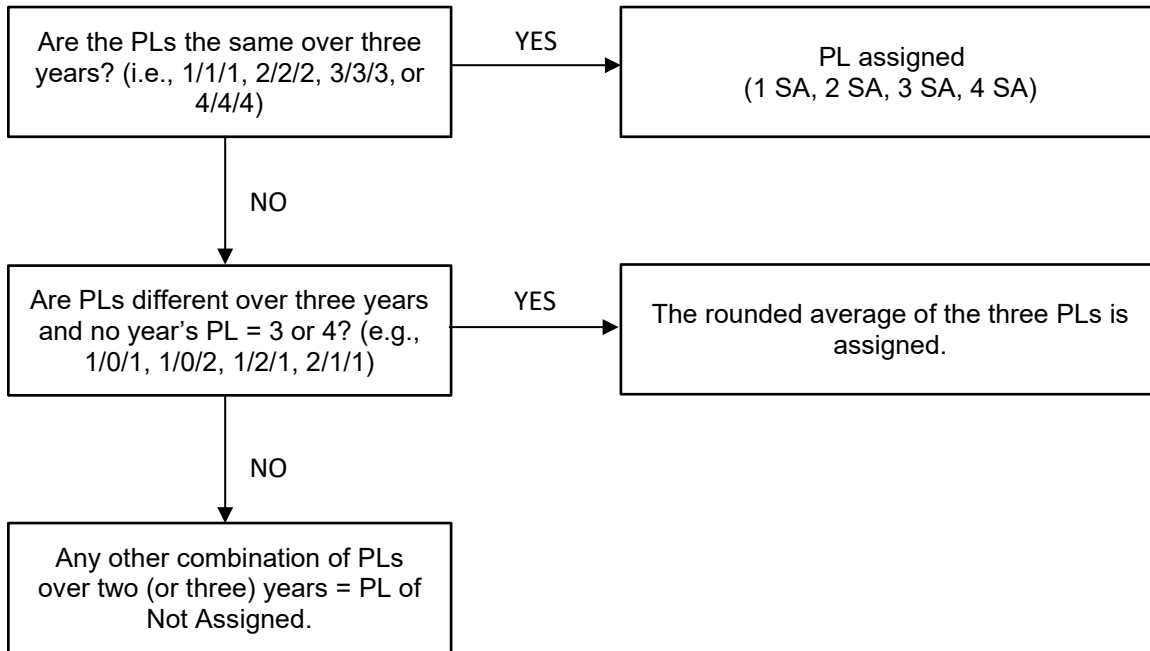 Are the PLs the same over three
years? (i.e., 1/1/1, 2/2/2, 3/3/3, or
4/4/4)
YES
PL assigned
(1 SA, 2 SA, 3 SA, 4 SA)
NO
Are PLs different over three years
and no year’s PL = 3 or 4? (e.g.,
1/0/1, 1/0/2, 1/2/1, 2/1/1)
YES
The rounded average of the three PLs is
assigned.
NO
Any other combination of PLs
over two (or three) years = PL of
Not Assigned.